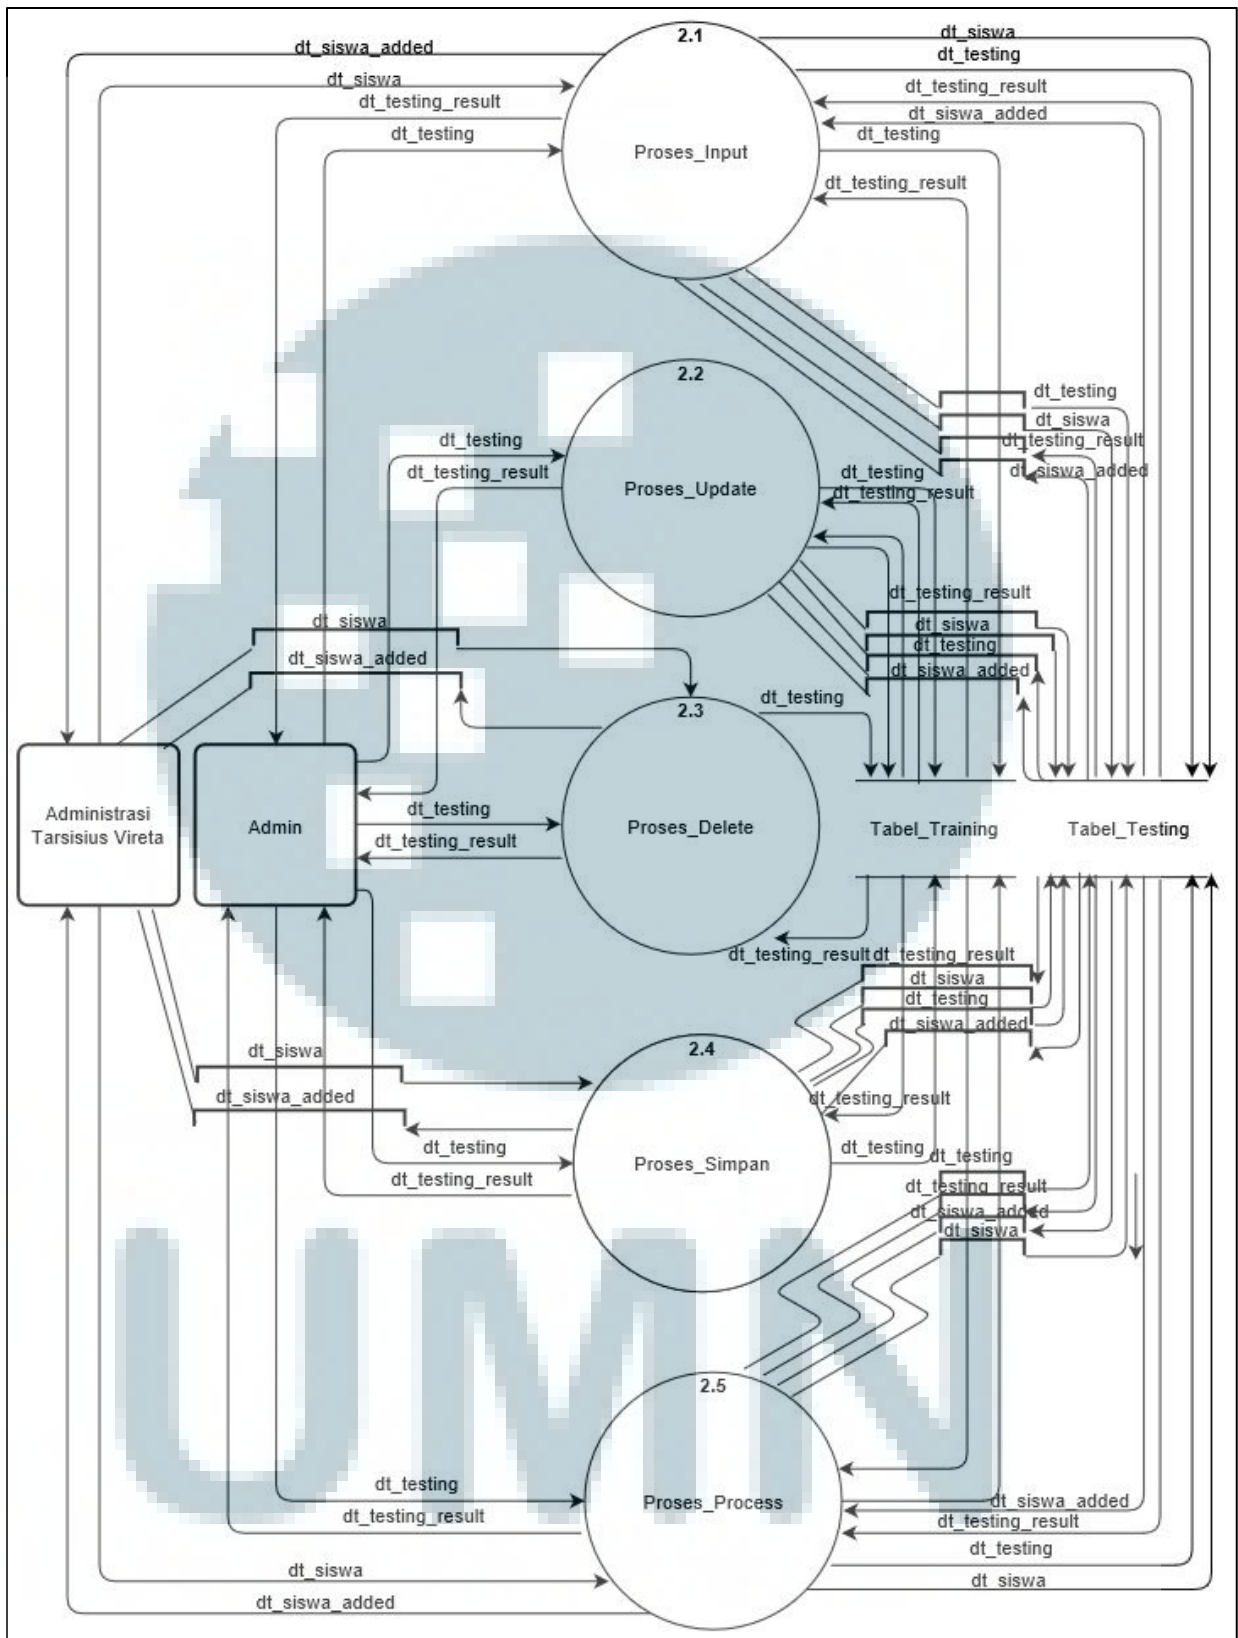 2.1
dt_siswa_added
dt_siswa
dt_testing_result
dt_testing
Proses_Input
dt_siswa
dt_testing
dt_testing_result
dt_siswa_added
dt_testing
dt_testing_result
dt_testing
dt_siswa
dt_testing_result
dt_siswa_added
2.2
dt_testing
dt_testing_result
Proses_Update
dt_testing
dt_testing_result
dt_testing_result
dt_siswa
dt_testing
dt_siswa_added
dt_siswa
dt_siswa_added
2.3
dt_testing
Administrasi
Tarsisius Vireta
Admin
dt_testing
dt_testing_result
Proses_Delete
Tabel_Training
Tabel_Testing
dt_testing_result
dt_testing_result
dt_siswa
dt_testing
dt_siswa_added
2.4
dt_siswa
dt_siswa_added
dt_testing
dt_testing_result
Proses_Simpan
dt_testing_result
dt_testing
dt_testing
dt_testing_result
dt_siswa_added
dt_siswa
UMN
2.5
dt_testing
dt_testing_result
Proses_Process
dt_siswa_added
dt_testing_result
dt_testing
dt_siswa
dt_siswa
dt_siswa_added